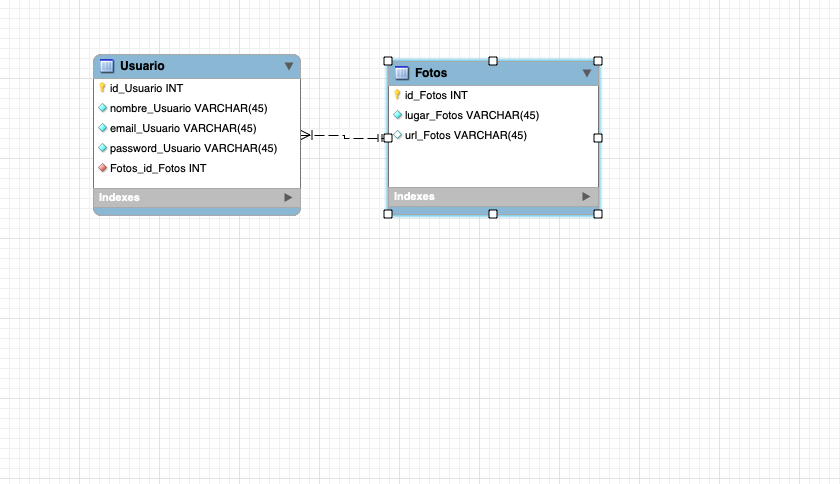 Usuario
id_Usuario INT
nombre_Usuario VARCHAR(45)
email_Usuario VARCHAR(45)
password_Usuario VARCHAR(45)
Fotos_id_Fotos INT
Indexes
Fotos
id_Fotos INT
lugar_Fotos VARCHAR(45)
url_Fotos VARCHAR(45)
Indexes